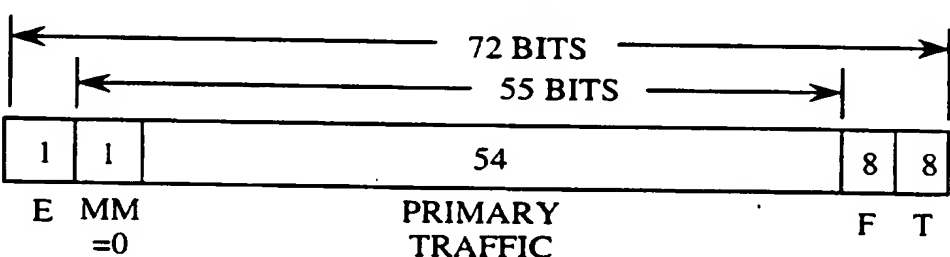 72 BITS
55 BITS
1 1 54 8 8
E MM =0 PRIMARY TRAFFIC F T